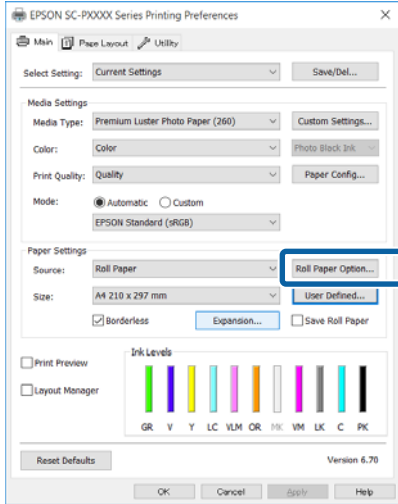 EPSON SC-PXXXX Series Printing Preferences
Main Page Layout Utility
Select Setting: Current Settings Save/Del...
Media Settings
Media Type: Premium Luster Photo Paper (260) Custom Settings...
Color: Color Photo Black Ink
Print Quality: Quality Paper Config...
Mode: Automatic Custom
EPSON Standard (sRGB)
Paper Settings
Source: Roll Paper Roll Paper Option...
Size: A4 210 x 297 mm User Defined...
Borderless Expansion... Save Roll Paper
Print Preview
Layout Manager
Ink Levels
GR V Y LC VLM OR MK VM LK C PK
Reset Defaults Version 6.70
OK Cancel Apply Help